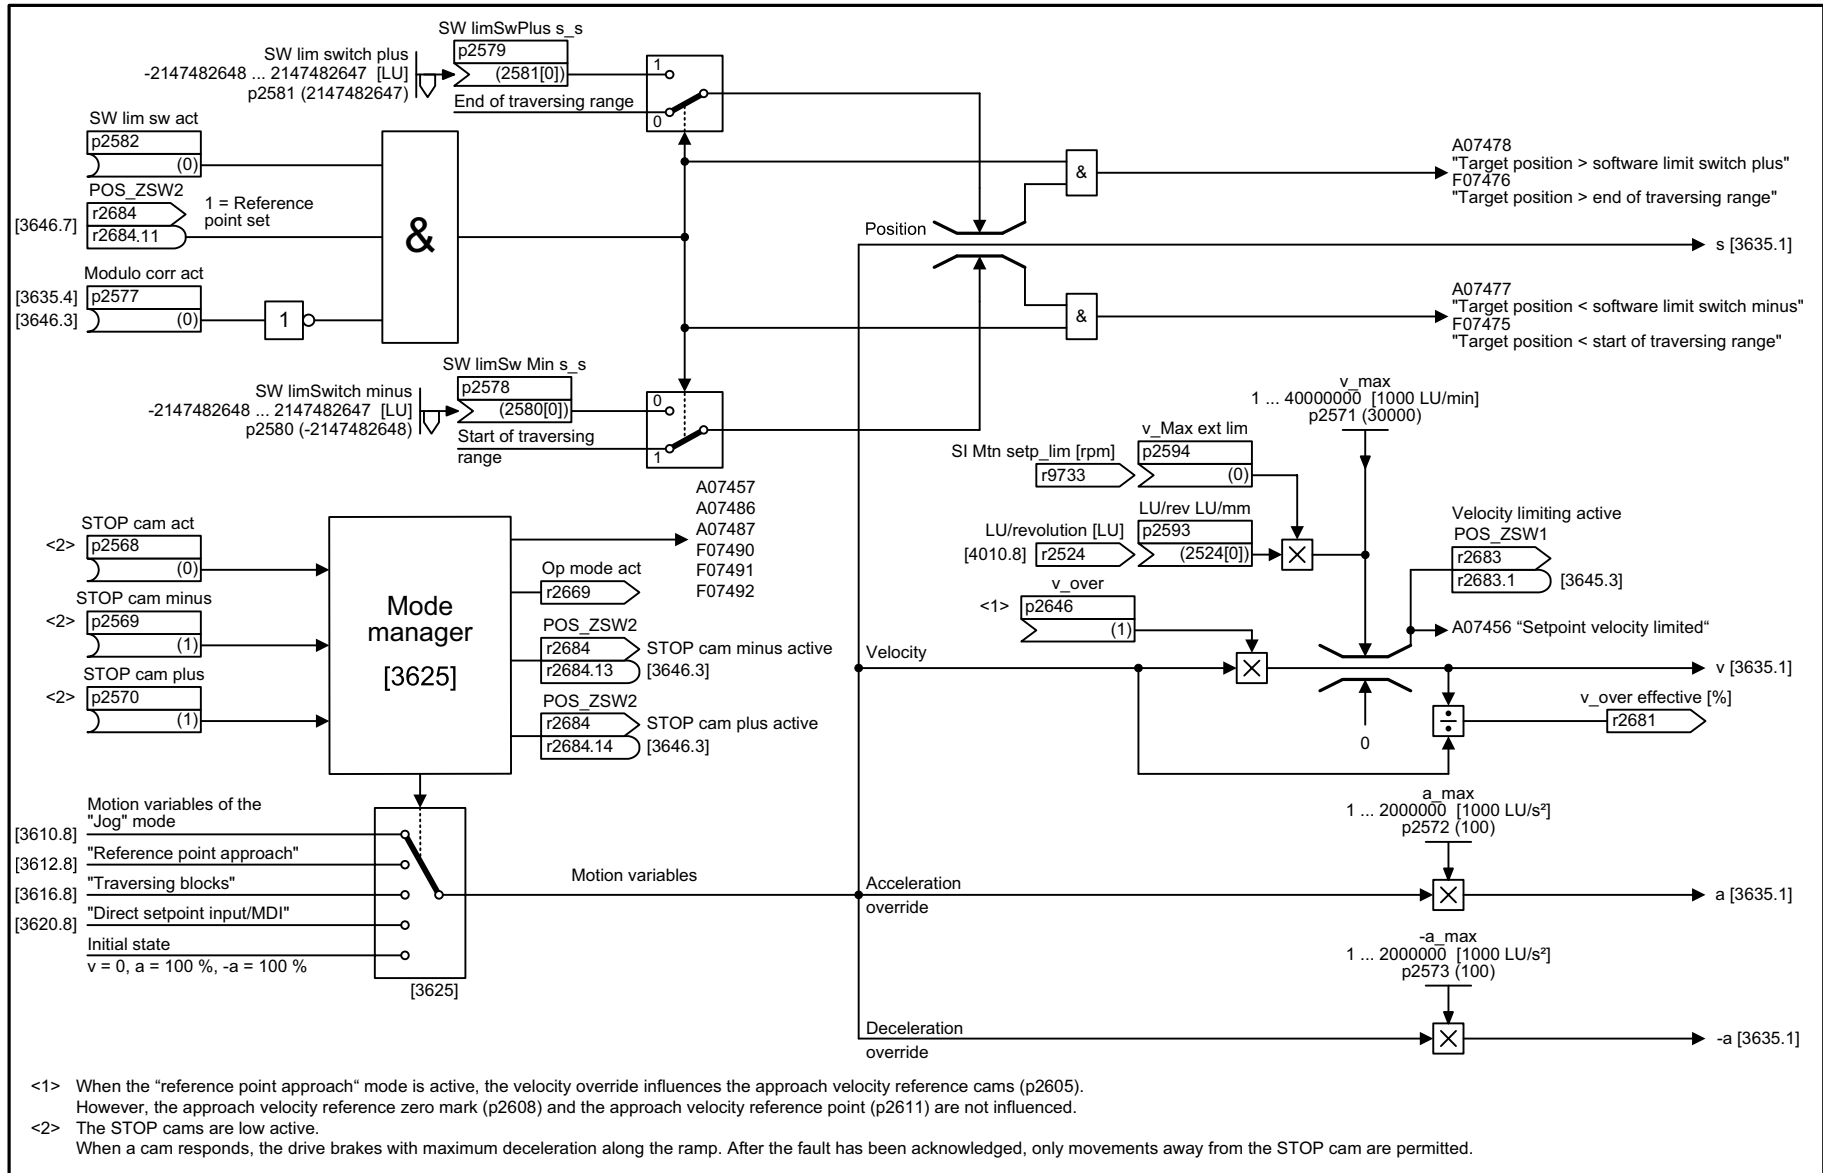 SW limSwPlus s_s
SW lim switch plus
-2147482648 ... 2147482647 [LU]
p2581 (2147482647)
p2579
(2581[0])
End of traversing range
1
0
SW lim sw act
p2582
(0)
POS_ZSW2
r2684
r2684.11
[3646.7]
1 = Reference
point set
Modulo corr act
[3635.4]
[3646.3]
p2577
(0)
1
&
SW limSw Min s_s
SW limSwitch minus
-2147482648 ... 2147482647 [LU]
p2580 (-2147482648)
p2578
(2580[0])
Start of traversing
range
0
1
Position
&
A07478
"Target position > software limit switch plus"
F07476
"Target position > end of traversing range"
s [3635.1]
&
A07477
"Target position < software limit switch minus"
F07475
"Target position < start of traversing range"
STOP cam act
<2>
p2568
(0)
STOP cam minus
<2>
p2569
(1)
STOP cam plus
<2>
p2570
(1)
Mode
manager
[3625]
A07457
A07486
A07487
F07490
F07491
F07492
Op mode act
r2669
POS_ZSW2
r2684
r2684.13
STOP cam minus active
[3646.3]
POS_ZSW2
r2684
r2684.14
STOP cam plus active
[3646.3]
v_max
1 ... 40000000 [1000 LU/min]
p2571 (30000)
v_Max ext lim
SI Mtn setp_lim [rpm]
r9733
p2594
(0)
LU/rev LU/mm
LU/revolution [LU]
[4010.8]
r2524
p2593
(2524[0])
×
v_over
<1>
p2646
(1)
Velocity limiting active
POS_ZSW1
r2683
r2683.1
[3645.3]
A07456 “Setpoint velocity limited“
Velocity
×
v [3635.1]
0
÷
v_over effective [%]
r2681
Motion variables of the
"Jog" mode
[3610.8]
"Reference point approach"
[3612.8]
"Traversing blocks"
[3616.8]
"Direct setpoint input/MDI"
[3620.8]
Initial state
v = 0, a = 100 %, -a = 100 %
[3625]
Motion variables
a_max
1 ... 2000000 [1000 LU/s²]
p2572 (100)
Acceleration
override
×
a [3635.1]
-a_max
1 ... 2000000 [1000 LU/s²]
p2573 (100)
Deceleration
override
×
-a [3635.1]
<1> When the “reference point approach“ mode is active, the velocity override influences the approach velocity reference cams (p2605).
However, the approach velocity reference zero mark (p2608) and the approach velocity reference point (p2611) are not influenced.
<2> The STOP cams are low active.
When a cam responds, the drive brakes with maximum deceleration along the ramp. After the fault has been acknowledged, only movements away from the STOP cam are permitted.